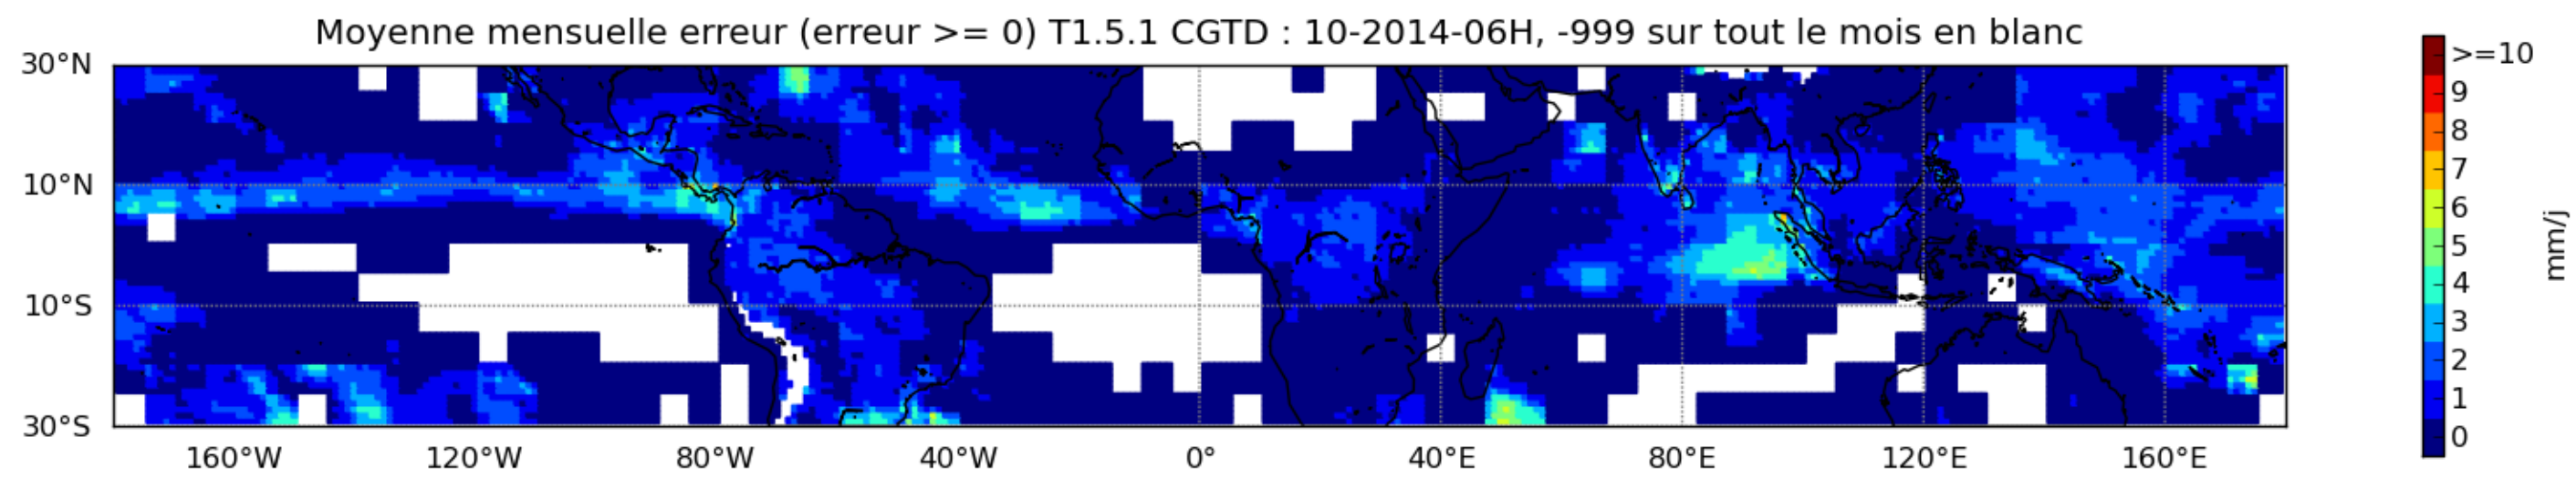 Moyenne mensuelle erreur (erreur >= 0) T1.5.1 CGTD : 10-2014-06H, -999 sur tout le mois en blanc
30°N
10°N
10°S
30°S
160°W 120°W 80°W 40°W 0° 40°E 80°E 120°E 160°E
>=10
9
8
7
6
5
4
3
2
1
0
mm/j